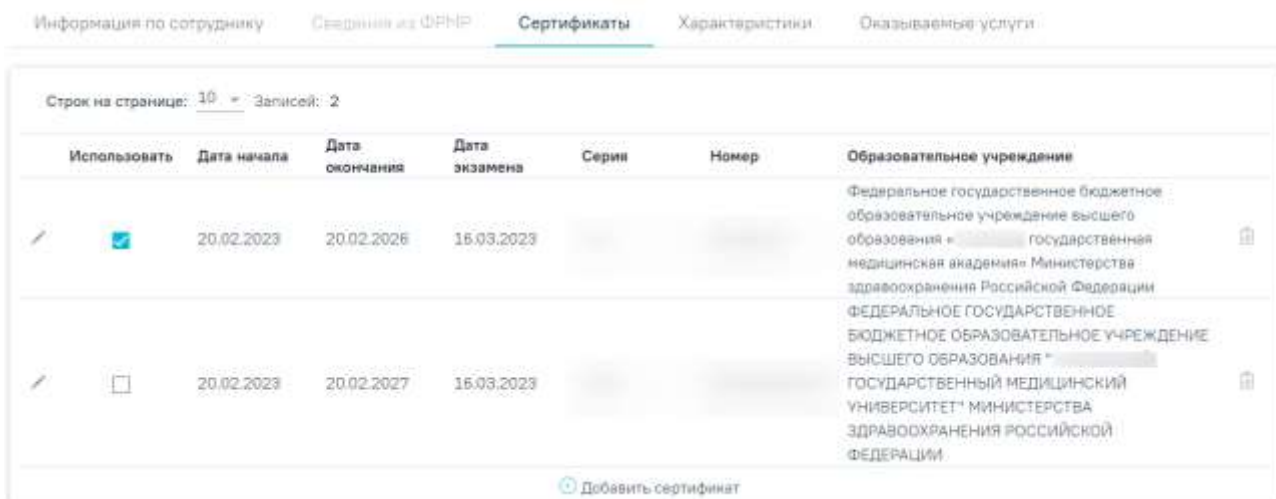 Информация по сотруднику Сведения из ФРМР Сертификаты Характеристики Оказываемые услуги
Строк на странице: 10 Записей: 2
Использовать Дата начала Дата окончания Дата экзамена Серия Номер Образовательное учреждение
20.02.2023 20.02.2026 16.03.2023
Федеральное государственное бюджетное
образовательное учреждение высшего
образования « государственная
медицинская академия» Министерства
здравоохранения Российской Федерации
20.02.2023 20.02.2027 16.03.2023
ФЕДЕРАЛЬНОЕ ГОСУДАРСТВЕННОЕ
БЮДЖЕТНОЕ ОБРАЗОВАТЕЛЬНОЕ УЧРЕЖДЕНИЕ
ВЫСШЕГО ОБРАЗОВАНИЯ "
ГОСУДАРСТВЕННЫЙ МЕДИЦИНСКИЙ
УНИВЕРСИТЕТ" МИНИСТЕРСТВА
ЗДРАВООХРАНЕНИЯ РОССИЙСКОЙ
ФЕДЕРАЦИИ
Добавить сертификат